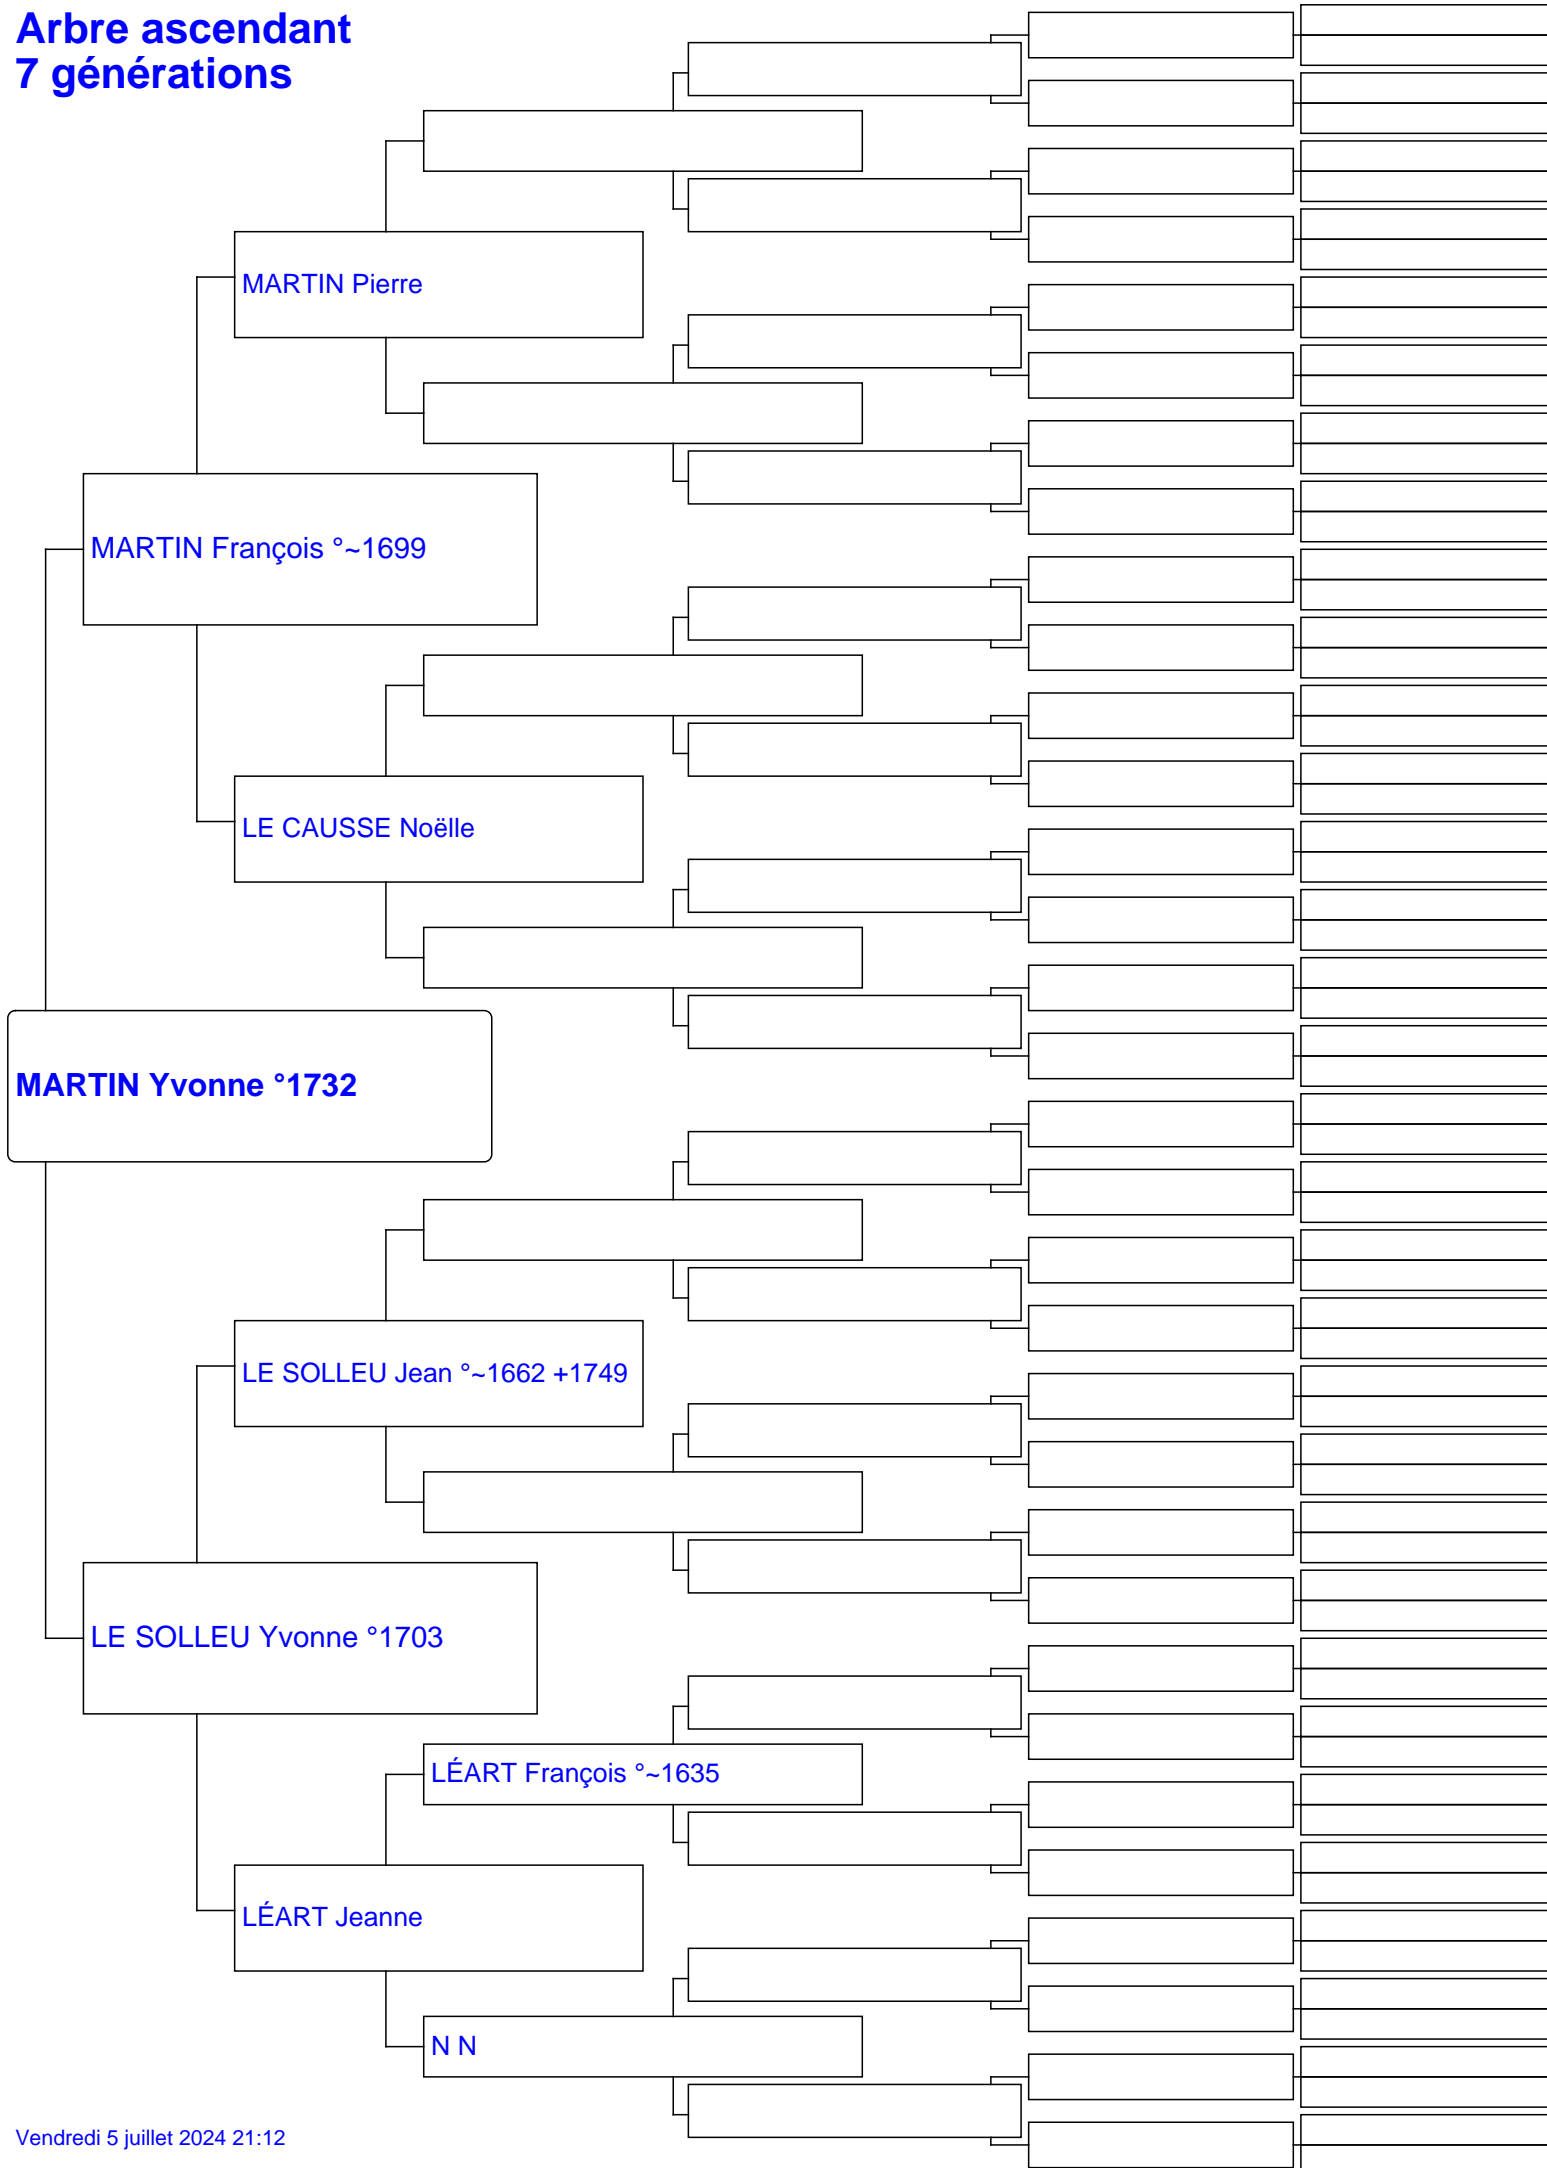 Arbre ascendant
7 générations
MARTIN Pierre
MARTIN François °~1699
LE CAUSSE Noëlle
MARTIN Yvonne °1732
LE SOLLEU Jean °~1662 +1749
LE SOLLEU Yvonne °1703
LÉART François °~1635
LÉART Jeanne
N N
Vendredi 5 juillet 2024 21:12